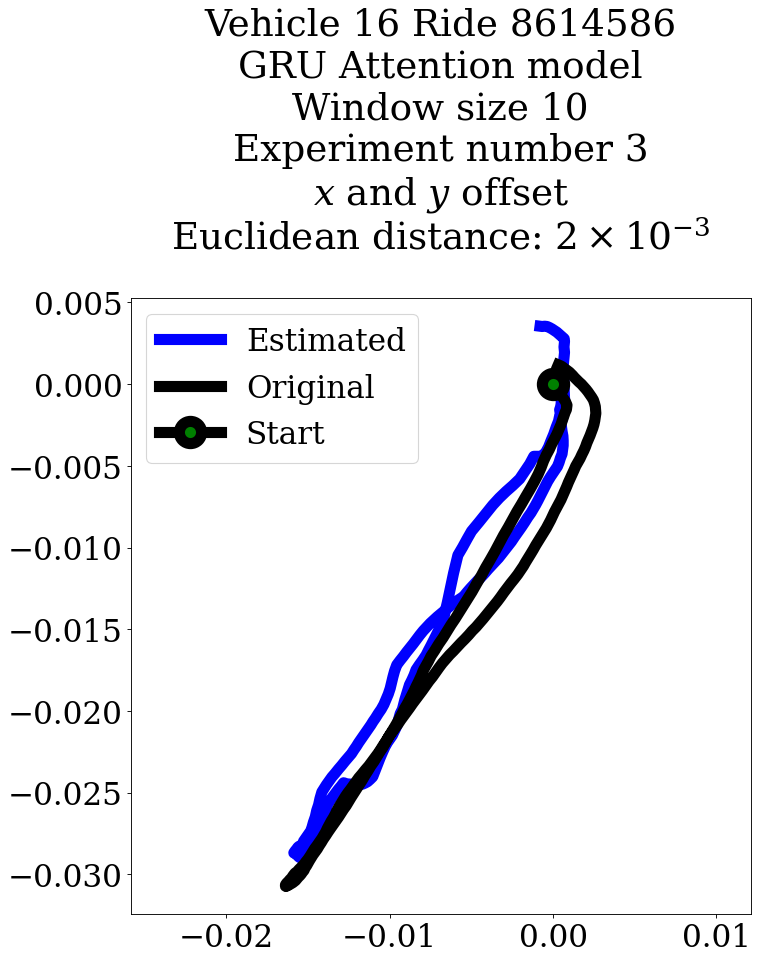 Vehicle 16 Ride 8614586
GRU Attention model
Window size 10
Experiment number 3
x and y offset
Euclidean distance: 2 × 10⁻³
0.005
0.000
−0.005
−0.010
−0.015
−0.020
−0.025
−0.030
Estimated
Original
Start
−0.02
−0.01
0.00
0.01